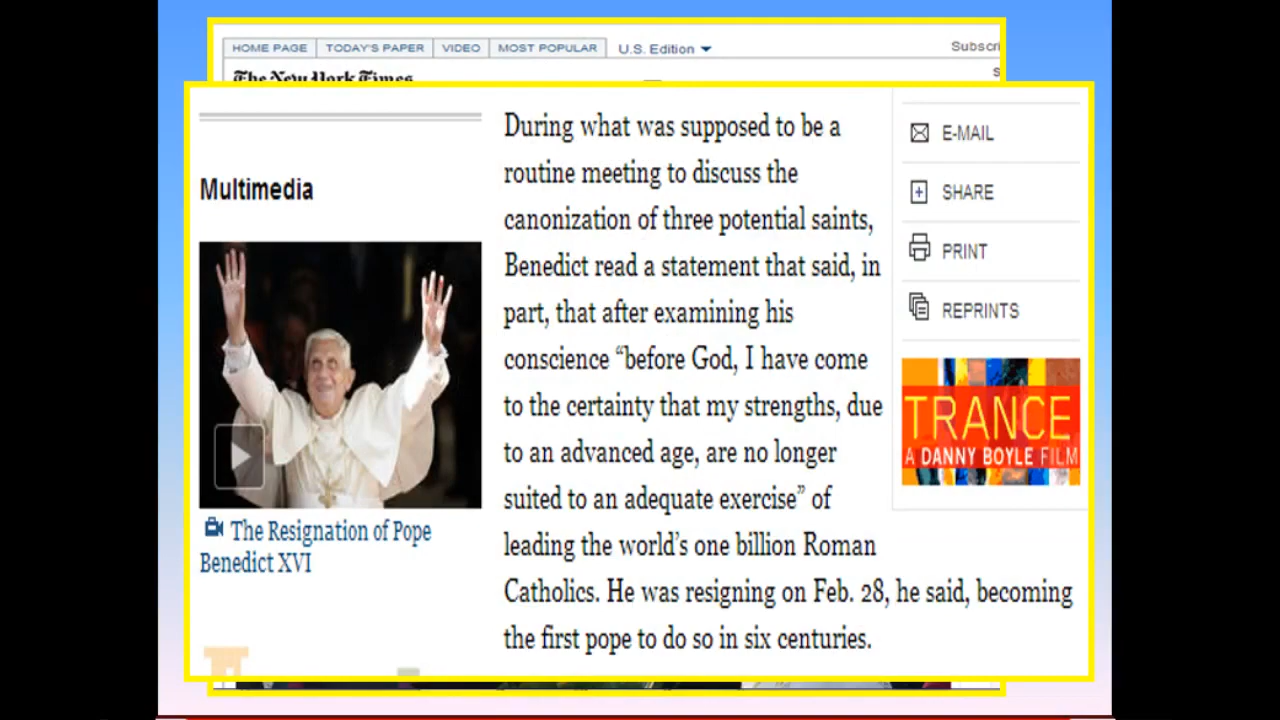 HOME PAGE TODAY'S PAPER VIDEO MOST POPULAR U.S. Edition
The New York Times
Multimedia
The Resignation of Pope
Benedict XVI
During what was supposed to be a
routine meeting to discuss the
canonization of three potential saints,
Benedict read a statement that said, in
part, that after examining his
conscience “before God, I have come
to the certainty that my strengths, due
to an advanced age, are no longer
suited to an adequate exercise” of
leading the world’s one billion Roman
Catholics. He was resigning on Feb. 28, he said, becoming
the first pope to do so in six centuries.
E-MAIL
SHARE
PRINT
REPRINTS
TRANCE
A DANNY BOYLE FILM